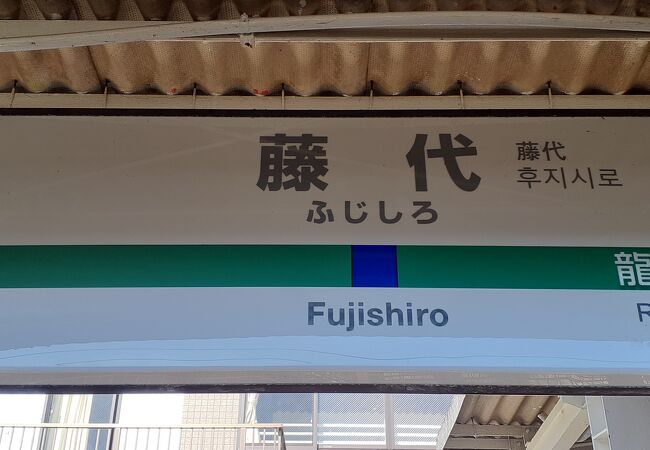 藤代
ふじしろ
藤代
후지시로
龍
Fujishiro
R